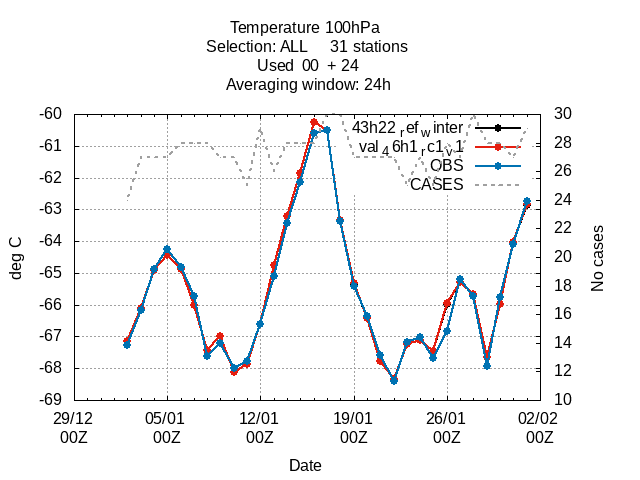 Temperature 100hPa
Selection: ALL 31 stations
Used 00 + 24
Averaging window: 24h
43h22_ref_winter
val_46h1_rc1_v1
OBS
CASES
-60
-61
-62
-63
-64
-65
-66
-67
-68
-69
30
28
26
24
22
20
18
16
14
12
10
deg C
No cases
29/12 05/01 12/01 19/01 26/01 02/02
00Z 00Z 00Z 00Z 00Z 00Z
Date